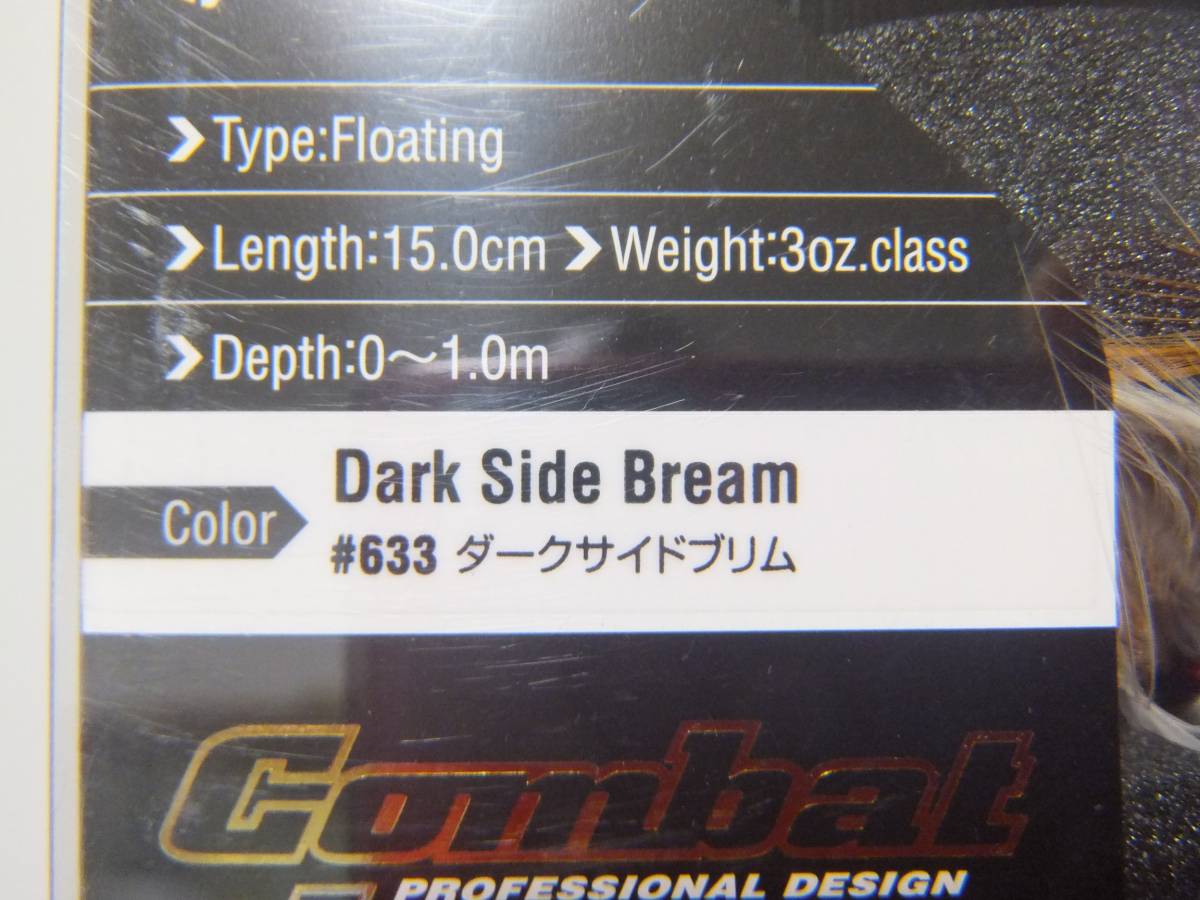 Type:Floating
Length:15.0cm Weight:3oz.class
Depth:0～1.0m
Dark Side Bream
Color
#633 ダークサイドブリム
Combat
PROFESSIONAL DESIGN